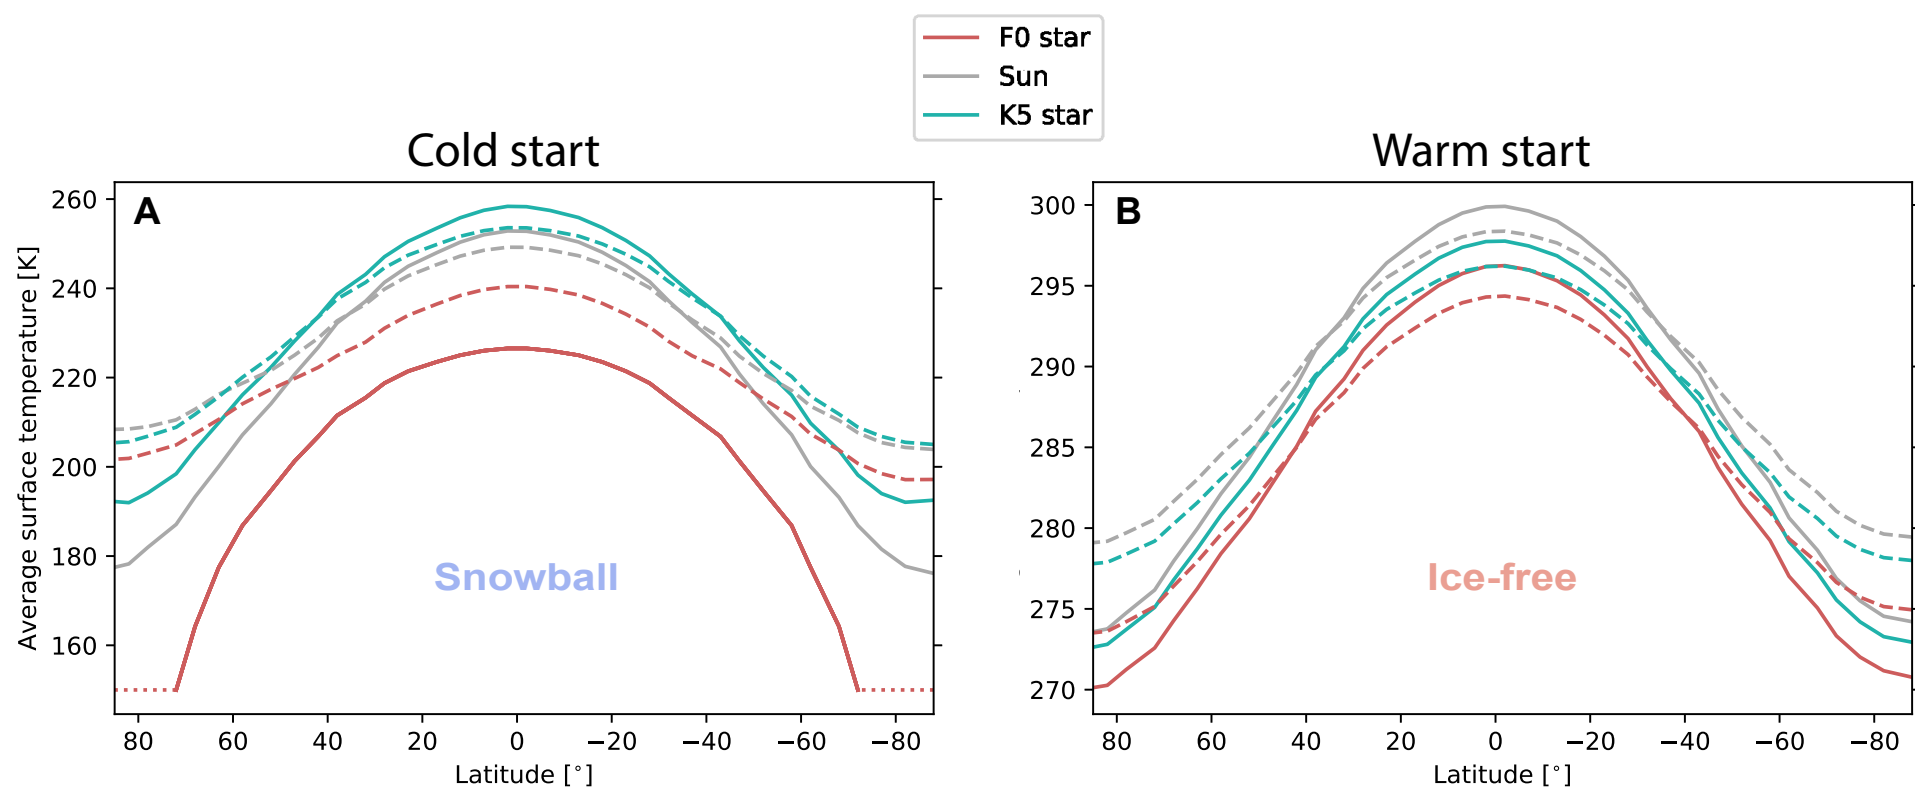 F0 star
Sun
K5 star
Cold start
Warm start
A
B
Average surface temperature [K]
260
240
220
200
180
160
300
295
290
285
280
275
270
Snowball
Ice-free
80 60 40 20 0 −20 −40 −60 −80
80 60 40 20 0 −20 −40 −60 −80
Latitude [°]
Latitude [°]